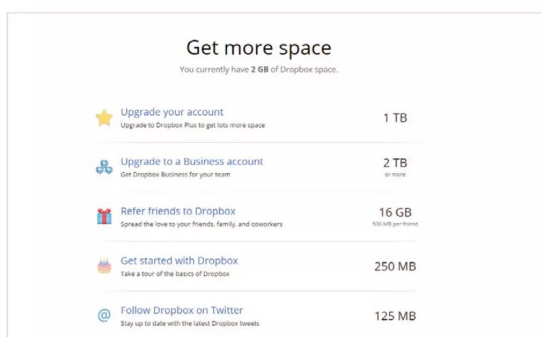 Get more space
You currently have 2 GB of Dropbox space.
Upgrade your account
Upgrade to Dropbox Plus to get lots more space
1 TB
Upgrade to a Business account
Get Dropbox Business for your team
2 TB
or more
Refer friends to Dropbox
Spread the love to your friends, family, and coworkers
16 GB
500 MB per friend
Get started with Dropbox
Take a tour of the basics of Dropbox
250 MB
Follow Dropbox on Twitter
Stay up to date with the latest Dropbox tweets
125 MB